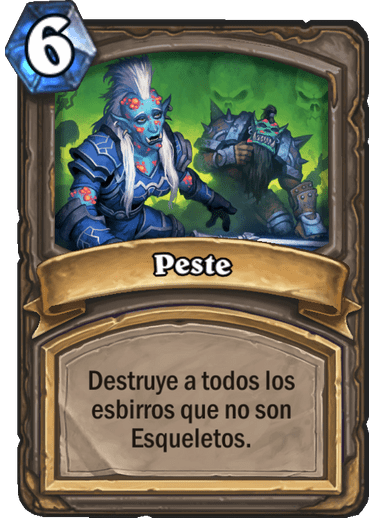 6
Peste
Destruye a todos los
esbirros que no son
Esqueletos.